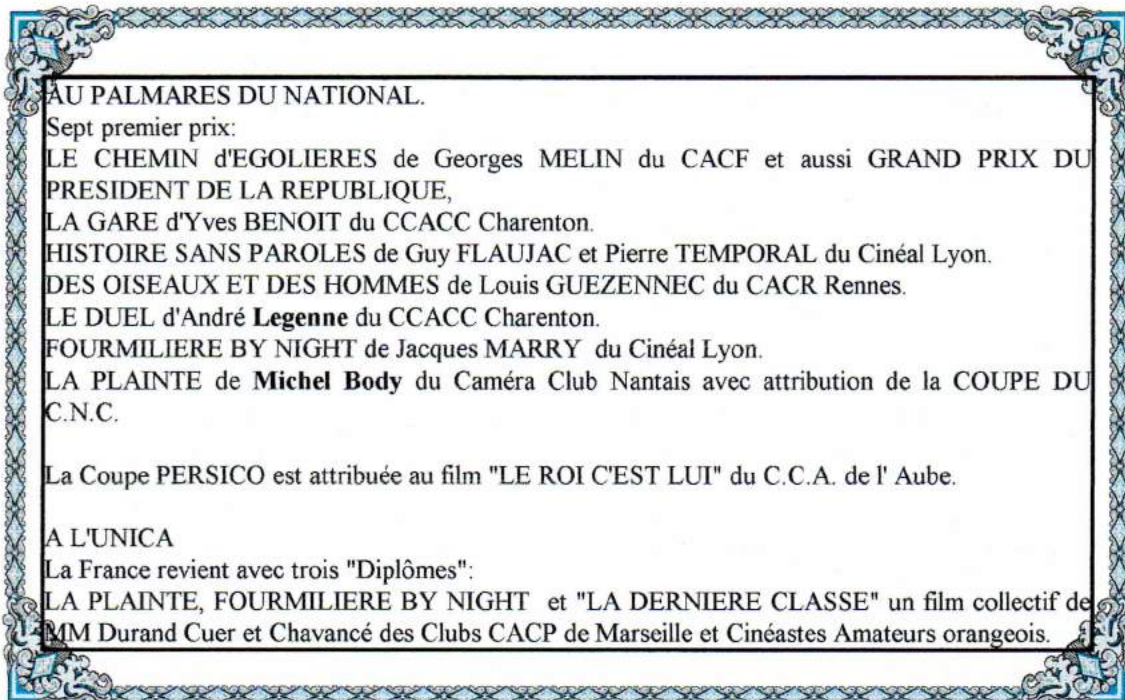 AU PALMARES DU NATIONAL.
Sept premier prix:
LE CHEMIN d'EGOLIERES de Georges MELIN du CACF et aussi GRAND PRIX DU
PRESIDENT DE LA REPUBLIQUE,
LA GARE d'Yves BENOIT du CCACC Charenton.
HISTOIRE SANS PAROLES de Guy FLAUJAC et Pierre TEMPORAL du Cinéal Lyon.
DES OISEAUX ET DES HOMMES de Louis GUEZENNEC du CACR Rennes.
LE DUEL d'André Legenne du CCACC Charenton.
FOURMILIERE BY NIGHT de Jacques MARRY du Cinéal Lyon.
LA PLAINTE de Michel Body du Caméra Club Nantais avec attribution de la COUPE DU
C.N.C.
La Coupe PERSICO est attribuée au film "LE ROI C'EST LUI" du C.C.A. de l' Aube.
A L'UNICA
La France revient avec trois "Diplômes":
LA PLAINTE, FOURMILIERE BY NIGHT et "LA DERNIERE CLASSE" un film collectif de
MM Durand Cuer et Chavancé des Clubs CACP de Marseille et Cinéastes Amateurs orangeois.